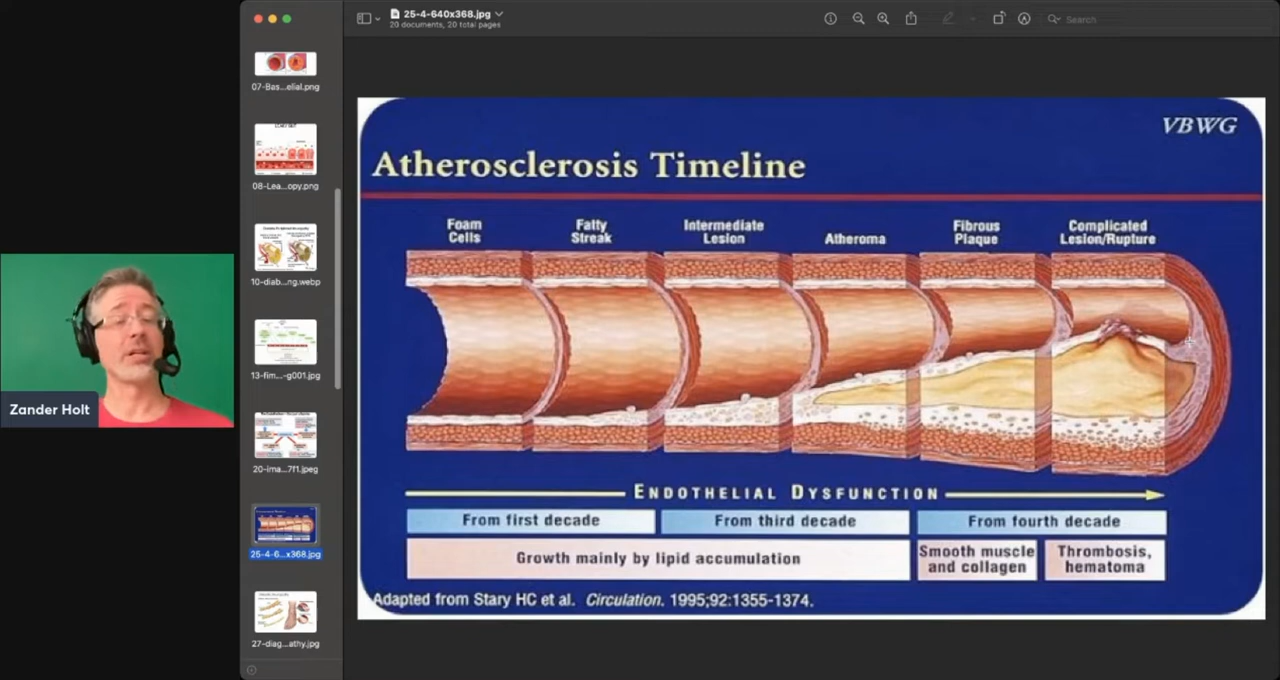 25-4-640x368.jpg
20 documents, 20 total pages
Search
07-Bas...elial.png
08-Lea...opy.png
10-diab...ng.webp
13-fim...-g001.jpg
20-ima...7f1.jpeg
25-4-6...x368.jpg
27-diag...athy.jpg
Zander Holt
VBWG
Atherosclerosis Timeline
Foam
Cells
Fatty
Streak
Intermediate
Lesion
Atheroma
Fibrous
Plaque
Complicated
Lesion/Rupture
ENDOTHELIAL DYSFUNCTION
From first decade
From third decade
From fourth decade
Growth mainly by lipid accumulation
Smooth muscle
and collagen
Thrombosis,
hematoma
Adapted from Stary HC et al. Circulation. 1995;92:1355-1374.